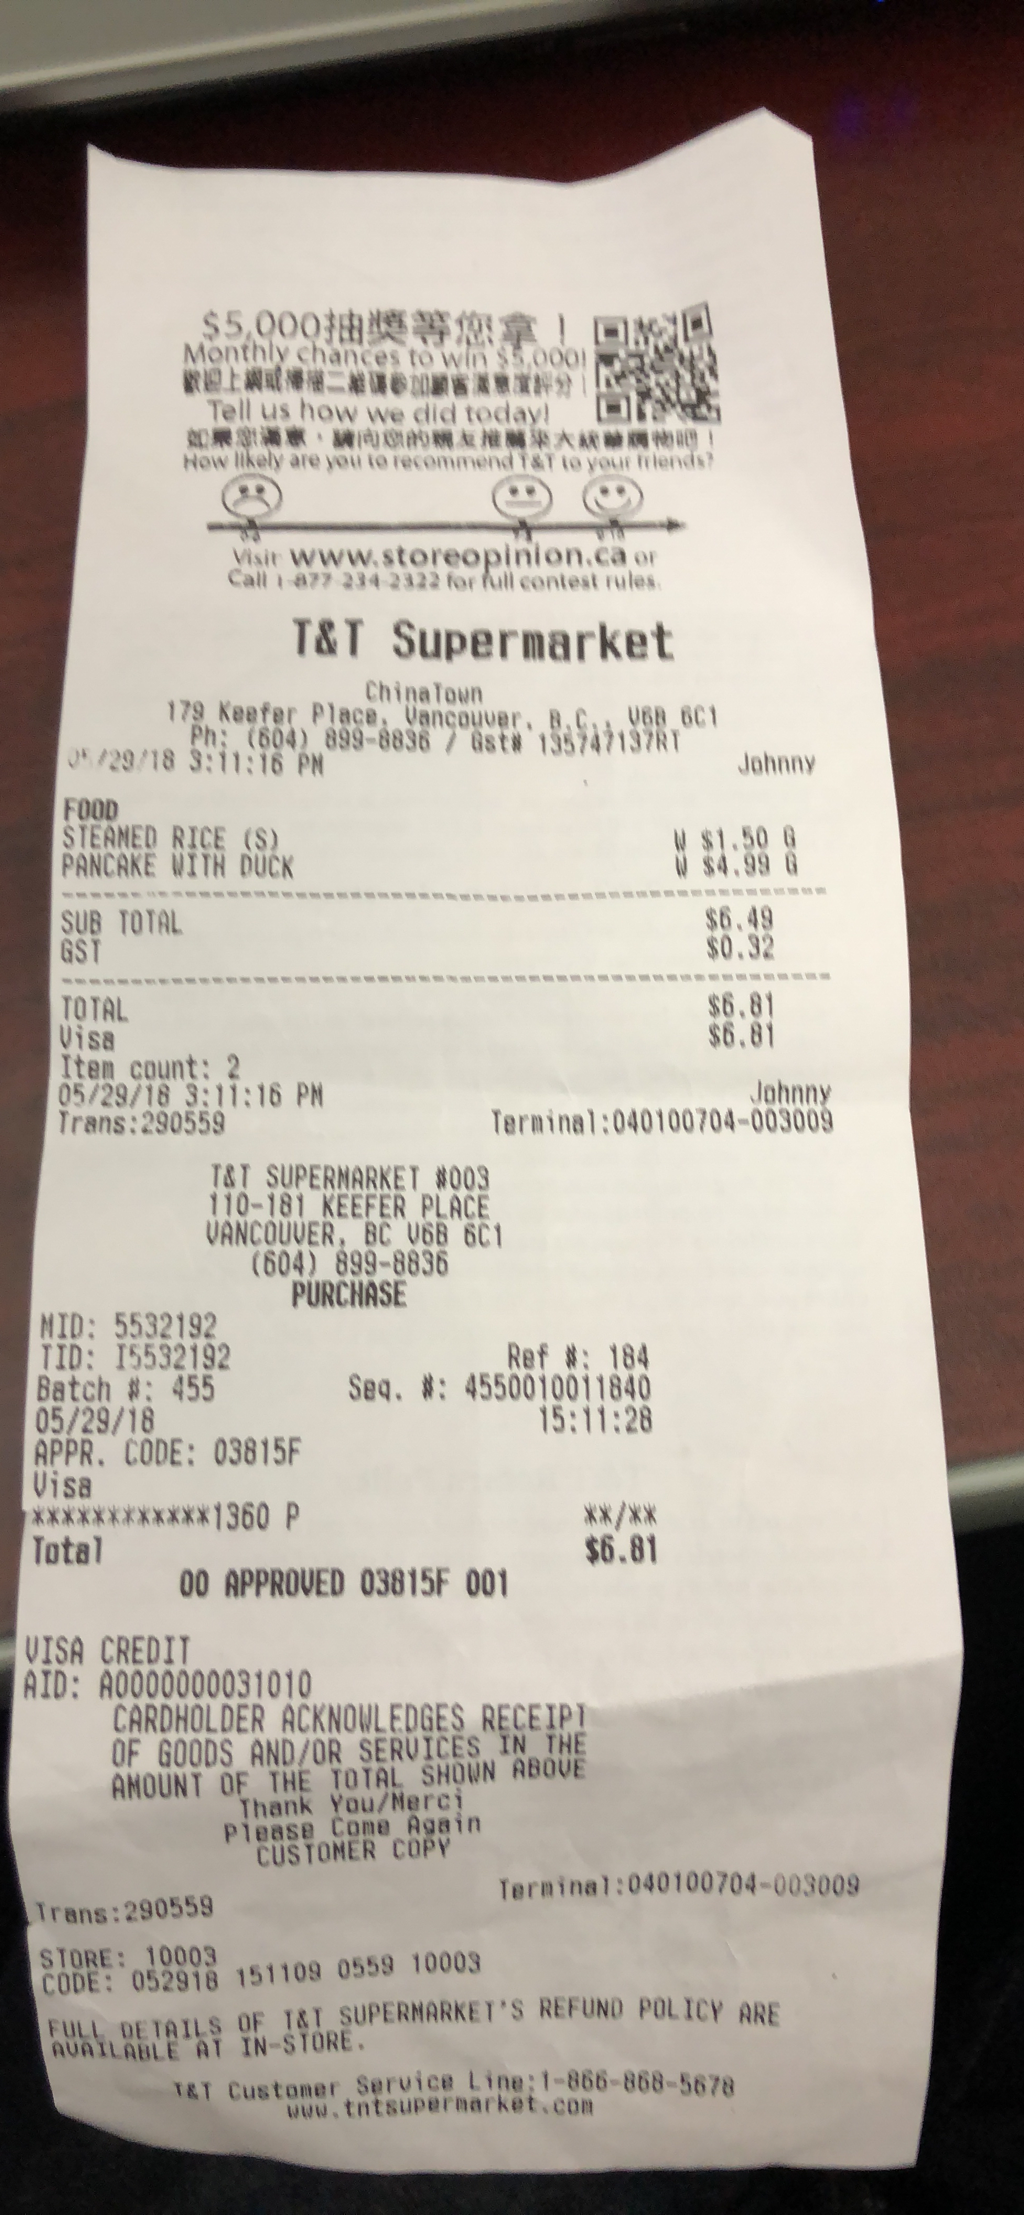 $5,000抽獎等您拿！
Monthly chances to win $5,000!
歡迎上網或掃描二維碼參加顧客滿意度評分！
Tell us how we did today!
如果您滿意，請向您的親友推薦來大統華購物吧！
How likely are you to recommend T&T to your friends?
0-6 7-8 9-10
Visit www.storeopinion.ca or
Call 1-877-234-2322 for full contest rules.
T&T Supermarket
ChinaTown
179 Keefer Place, Vancouver, B.C., V6B 6C1
Ph: (604) 899-8836 / Gst# 135747137RT
05/29/18 3:11:16 PM Johnny
FOOD
STEAMED RICE (S) W $1.50 G
PANCAKE WITH DUCK W $4.99 G
SUB TOTAL $6.49
GST $0.32
TOTAL $6.81
Visa $6.81
Item count: 2
05/29/18 3:11:16 PM Johnny
Trans:290559 Terminal:040100704-003009
T&T SUPERMARKET #003
110-181 KEEFER PLACE
VANCOUVER, BC V6B 6C1
(604) 899-8836
PURCHASE
MID: 5532192
TID: I5532192 Ref #: 184
Batch #: 455 Seq. #: 4550010011840
05/29/18 15:11:28
APPR. CODE: 03815F
Visa
************1360 P **/**
Total $6.81
00 APPROVED 03815F 001
VISA CREDIT
AID: A0000000031010
CARDHOLDER ACKNOWLEDGES RECEIPT
OF GOODS AND/OR SERVICES IN THE
AMOUNT OF THE TOTAL SHOWN ABOVE
Thank You/Merci
Please Come Again
CUSTOMER COPY
Terminal:040100704-003009
Trans:290559
STORE: 10003
CODE: 052918 151109 0559 10003
FULL DETAILS OF T&T SUPERMARKET'S REFUND POLICY ARE
AVAILABLE AT IN-STORE.
T&T Customer Service Line:1-866-868-5678
www.tntsupermarket.com